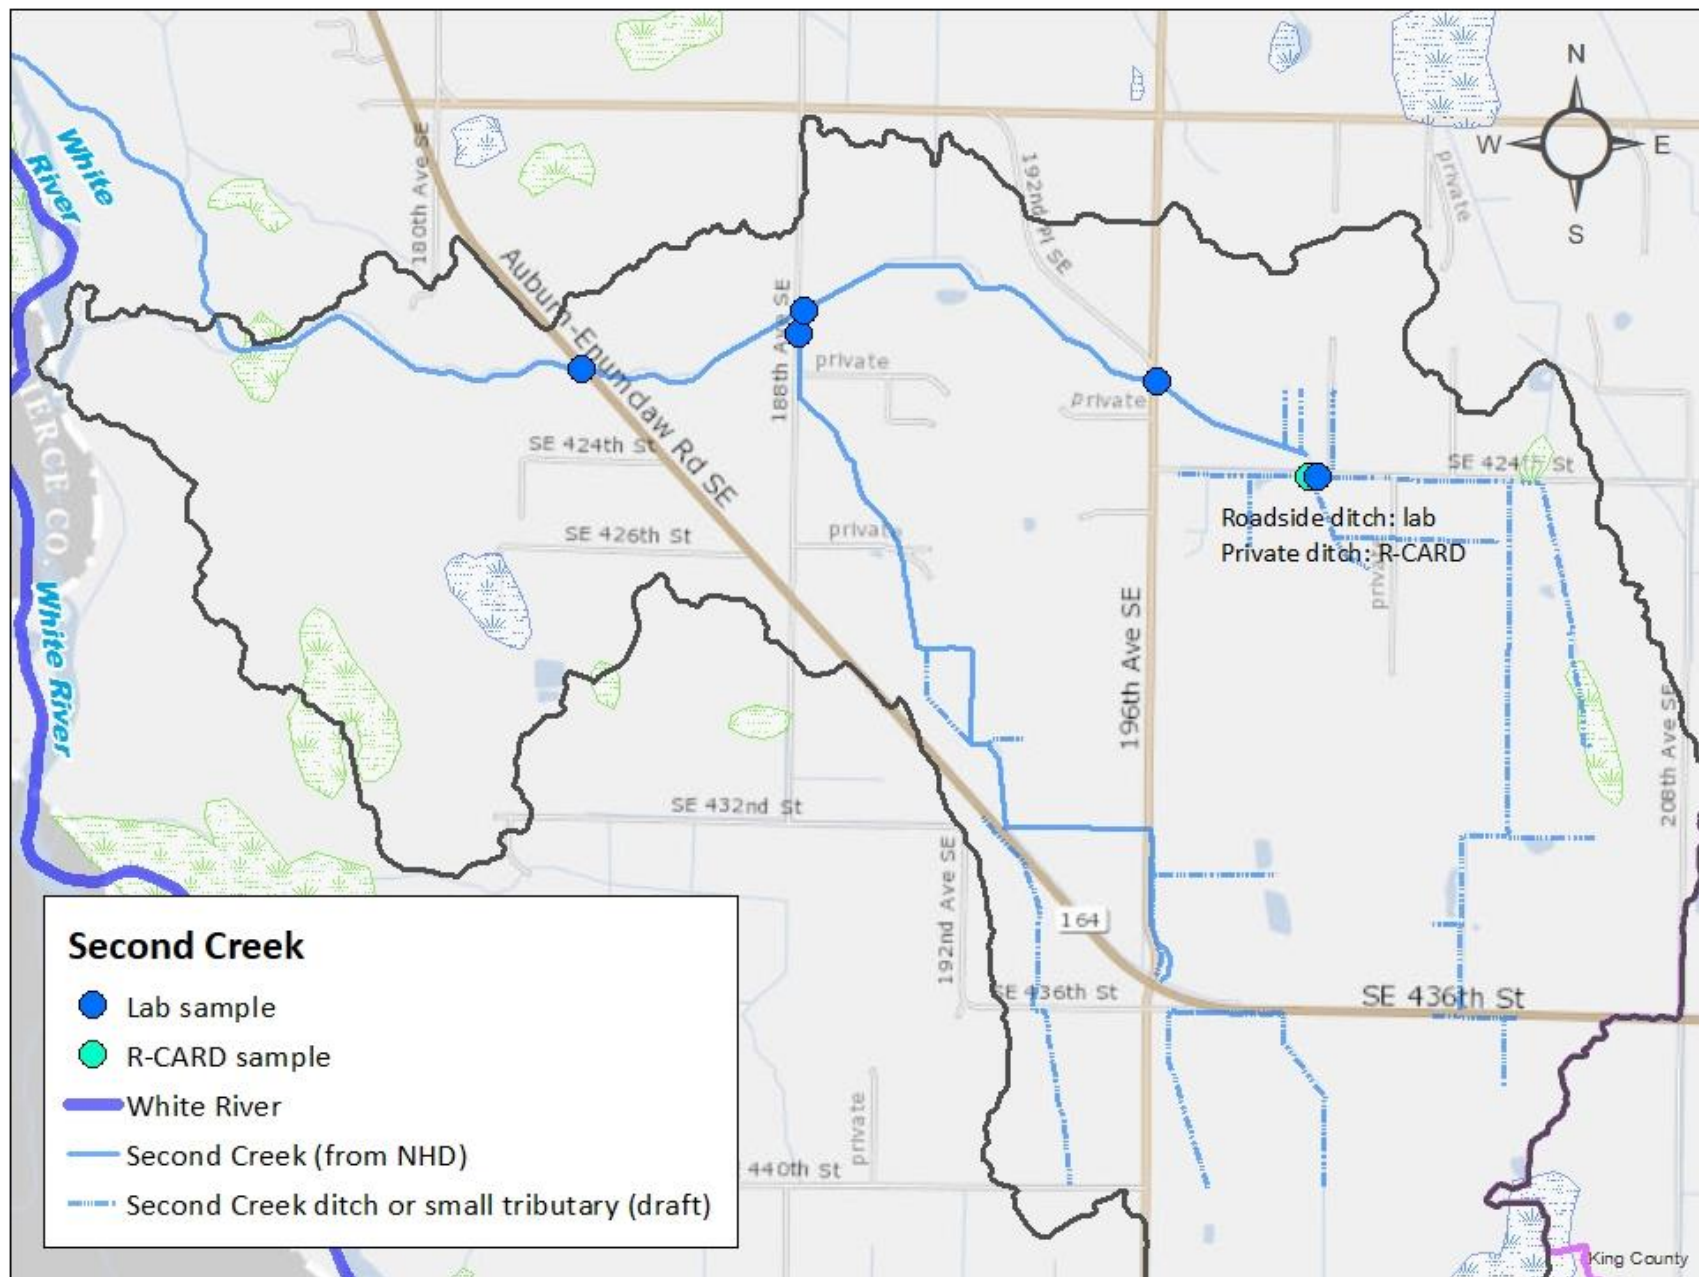 N
W
E
S
White
River
180th Ave SE
192nd Pl SE
private
Auburn-Enumclaw Rd SE
188th Ave SE
private
private
SE 424th St
SE 424th St
Roadside ditch: lab
Private ditch: R-CARD
private
SE 426th St
private
White River
196th Ave SE
208th Ave SE
SE 432nd St
192nd Ave SE
164
SE 436th St
SE 436th St
private
440th St
Second Creek
Lab sample
R-CARD sample
White River
Second Creek (from NHD)
Second Creek ditch or small tributary (draft)
King County